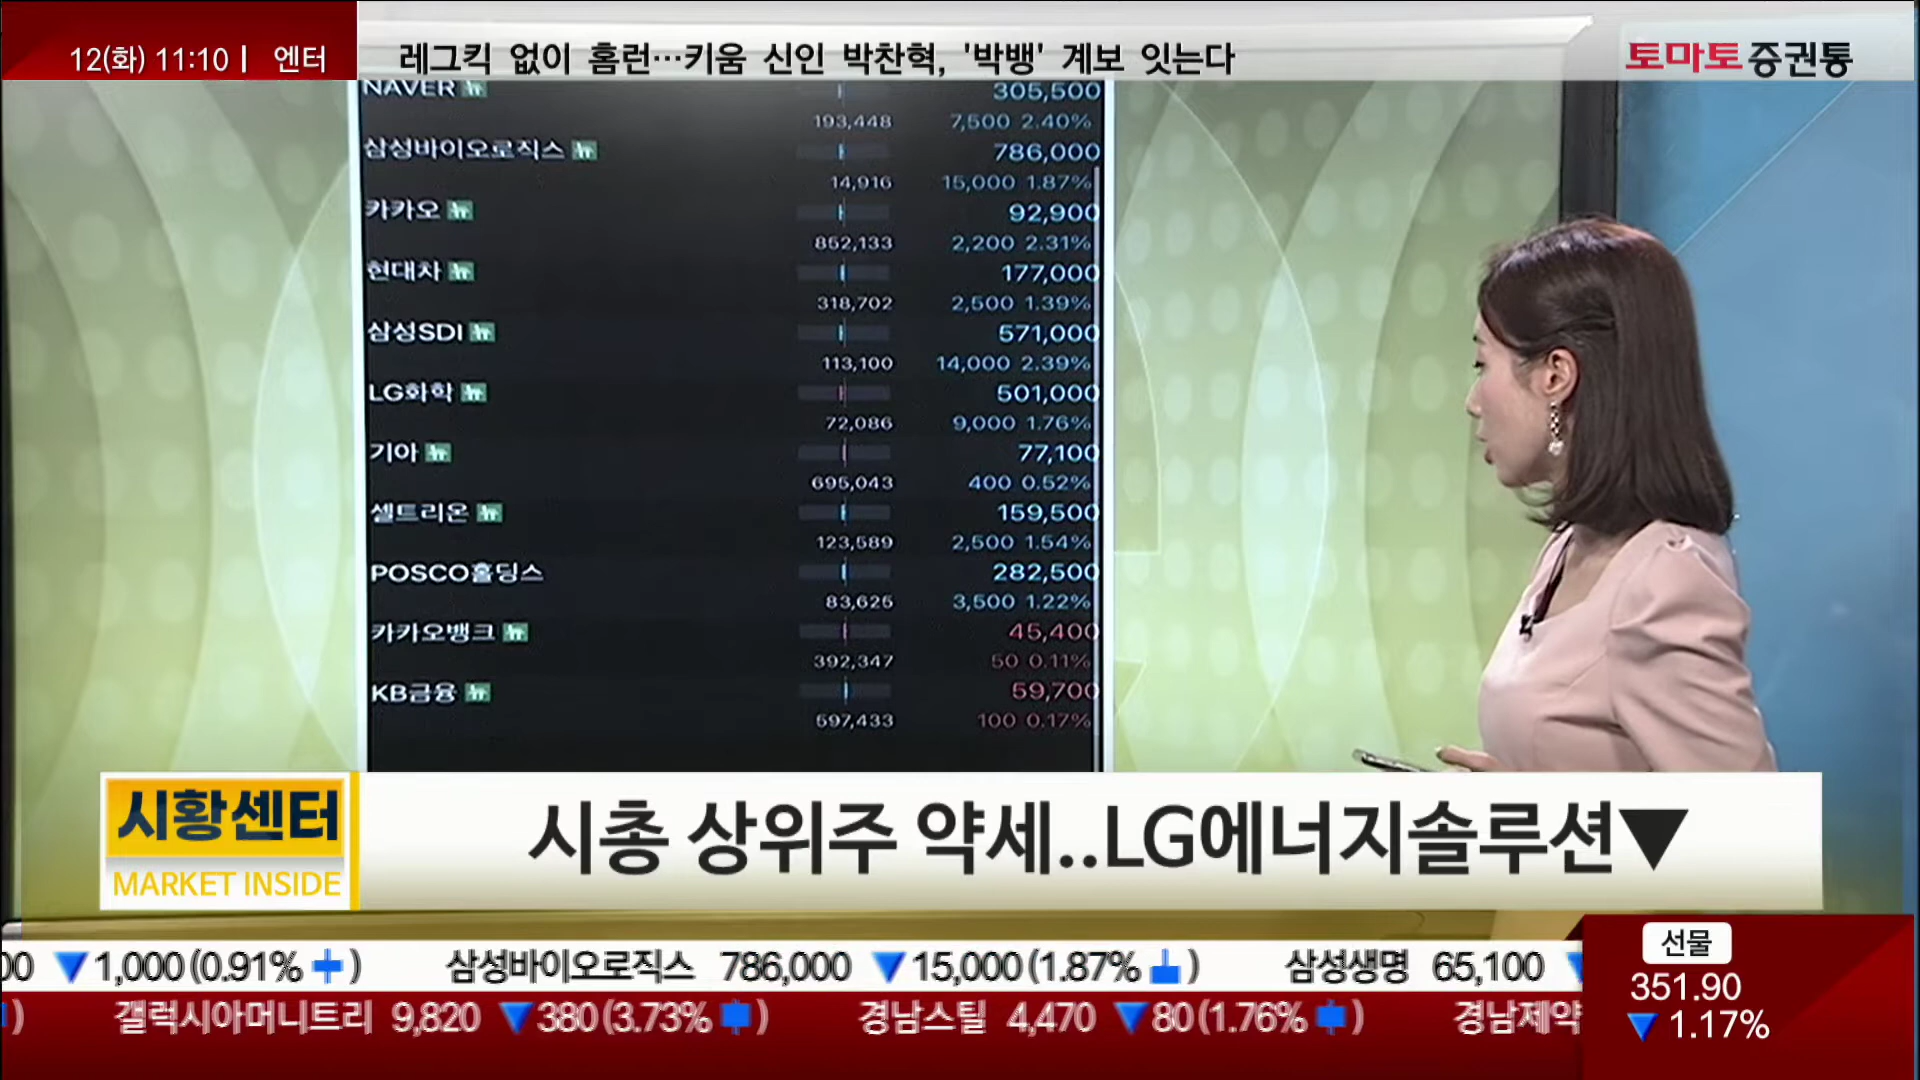 12(화) 11:10 | 엔터
레그킥 없이 홈런…키움 신인 박찬혁, '박뱅' 계보 잇는다
토마토증권통
NAVER 뉴 305,500
193,448 7,500 2.40%
삼성바이오로직스 뉴 786,000
14,916 15,000 1.87%
카카오 뉴 92,900
852,133 2,200 2.31%
현대차 뉴 177,000
318,702 2,500 1.39%
삼성SDI 뉴 571,000
113,100 14,000 2.39%
LG화학 뉴 501,000
72,086 9,000 1.76%
기아 뉴 77,100
695,043 400 0.52%
셀트리온 뉴 159,500
123,589 2,500 1.54%
POSCO홀딩스 282,500
83,625 3,500 1.22%
카카오뱅크 뉴 45,400
392,347 50 0.11%
KB금융 뉴 59,700
597,433 100 0.17%
시황센터
MARKET INSIDE
시총 상위주 약세..LG에너지솔루션▼
00 ▼1,000(0.91%) 삼성바이오로직스 786,000 ▼15,000(1.87%) 삼성생명 65,100 ▼
) 갤럭시아머니트리 9,820 ▼380(3.73%) 경남스틸 4,470 ▼80(1.76%) 경남제약
선물
351.90
▼1.17%